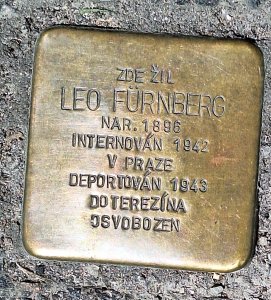 ZDE ŽIL
LEO FÜRNBERG
NAR. 1896
INTERNOVÁN 1942
V PRAZE
DEPORTOVÁN 1943
DO TEREZÍNA
OSVOBOZEN